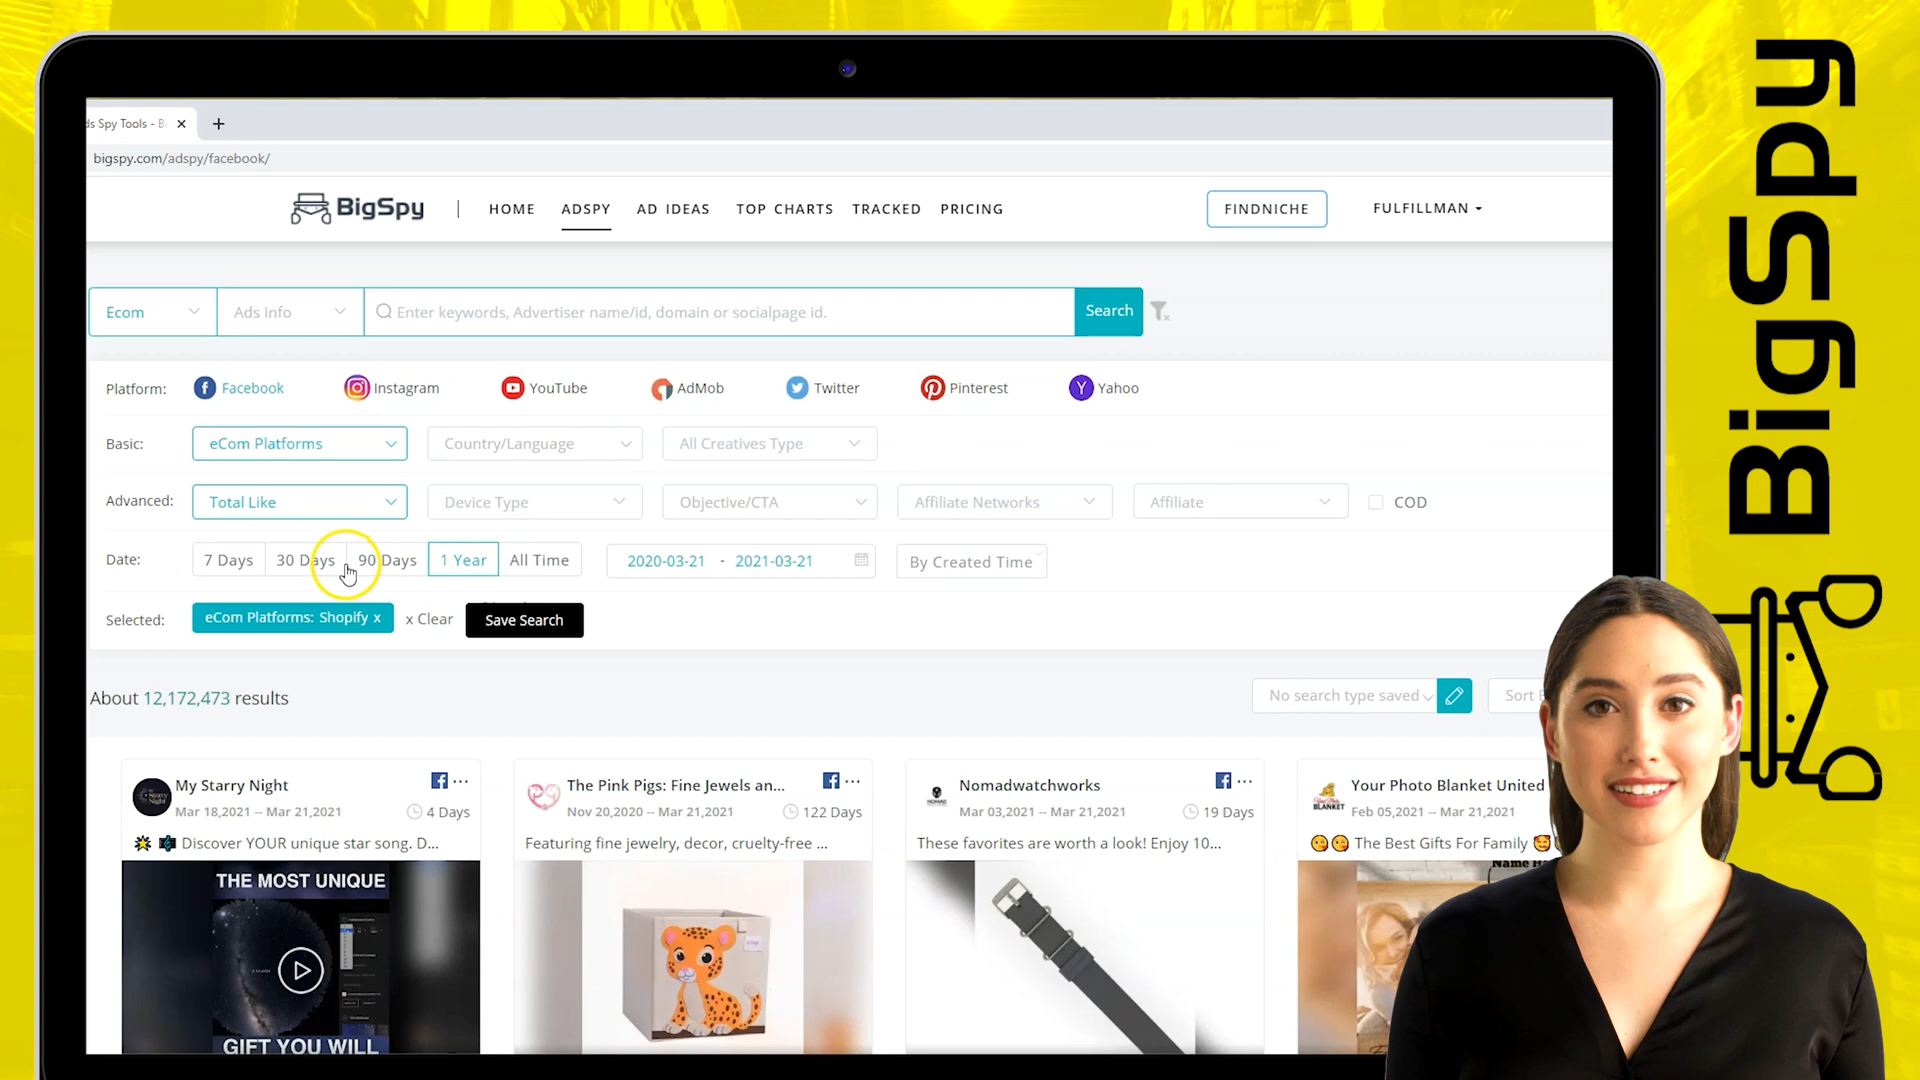 ds Spy Tools - B
bigspy.com/adspy/facebook/
BigSpy
HOME
ADSPY
AD IDEAS
TOP CHARTS
TRACKED
PRICING
FINDNICHE
FULFILLMAN
Ecom
Ads Info
Enter keywords, Advertiser name/id, domain or socialpage id.
Search
Platform:
Facebook
Instagram
YouTube
AdMob
Twitter
Pinterest
Y Yahoo
Basic:
eCom Platforms
Country/Language
All Creatives Type
Advanced:
Total Like
Device Type
Objective/CTA
Affiliate Networks
Affiliate
COD
Date:
7 Days
30 Days
90 Days
1 Year
All Time
2020-03-21 - 2021-03-21
By Created Time
Selected:
eCom Platforms: Shopify x
x Clear
Save Search
About 12,172,473 results
No search type saved
Sort
My Starry Night
Mar 18,2021 -- Mar 21,2021
4 Days
Discover YOUR unique star song. D...
THE MOST UNIQUE
GIFT YOU WILL
The Pink Pigs: Fine Jewels an...
Nov 20,2020 -- Mar 21,2021
122 Days
Featuring fine jewelry, decor, cruelty-free ...
Nomadwatchworks
Mar 03,2021 -- Mar 21,2021
19 Days
NOMAD
These favorites are worth a look! Enjoy 10...
Your Photo Blanket United
Feb 05,2021 -- Mar 21,2021
BLANKET
The Best Gifts For Family
BigSpy